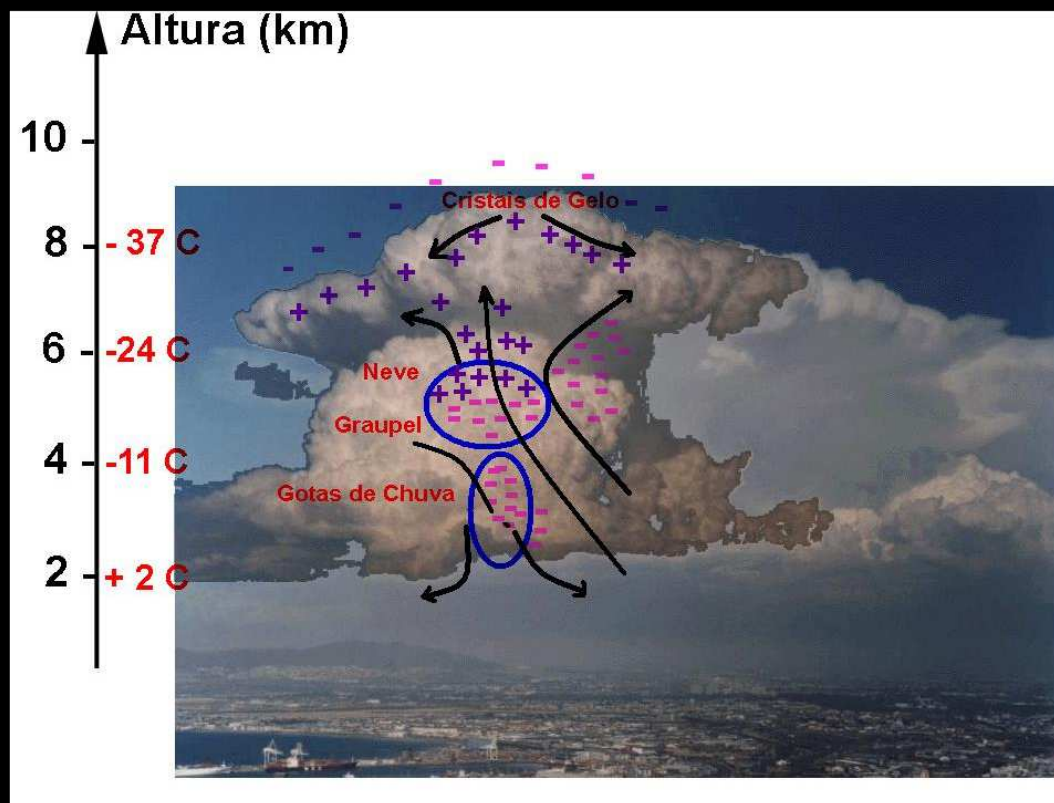 Altura (km)
10 -
Cristais de Gelo
8 - - 37 C
6 - -24 C
Neve
Graupel
4 - -11 C
Gotas de Chuva
2 - + 2 C